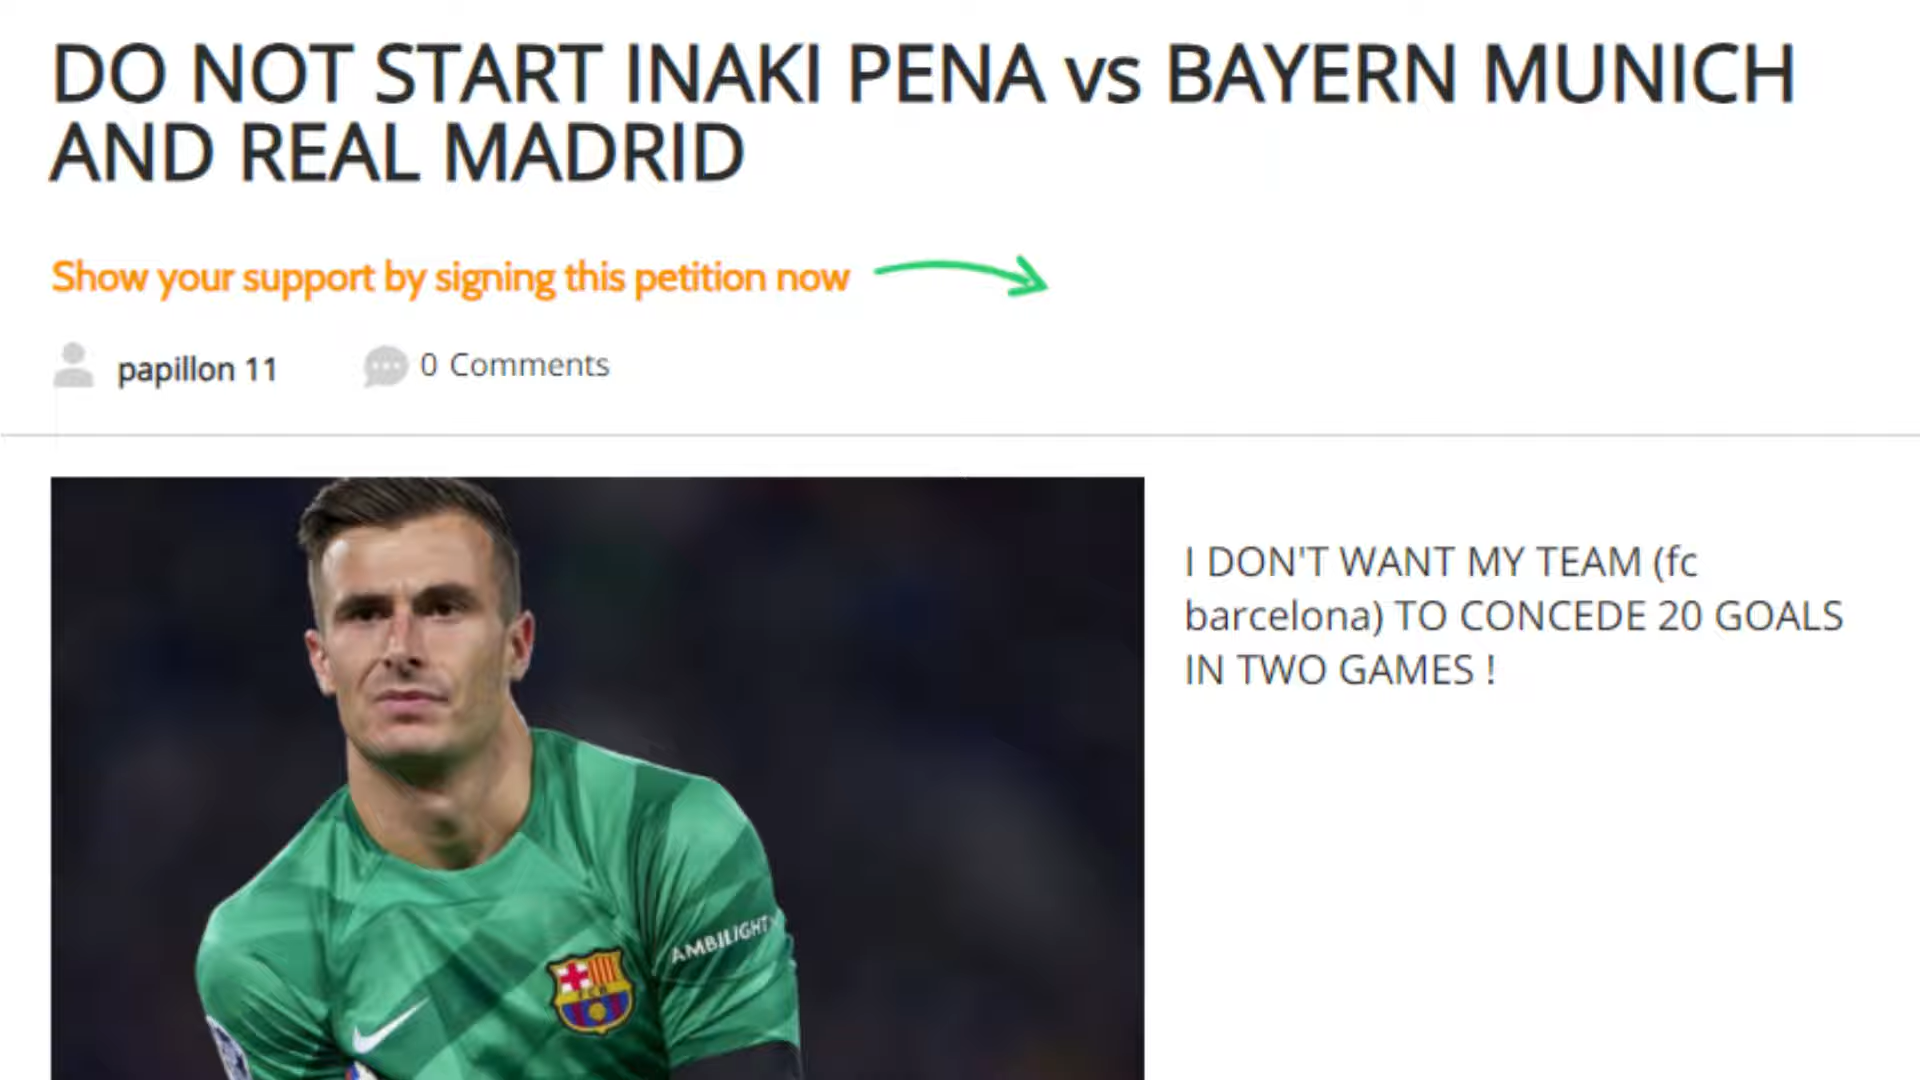 DO NOT START INAKI PENA vs BAYERN MUNICH
AND REAL MADRID
Show your support by signing this petition now
papillon 11
0 Comments
I DON'T WANT MY TEAM (fc
barcelona) TO CONCEDE 20 GOALS
IN TWO GAMES !
AMBILIGHT
FCB